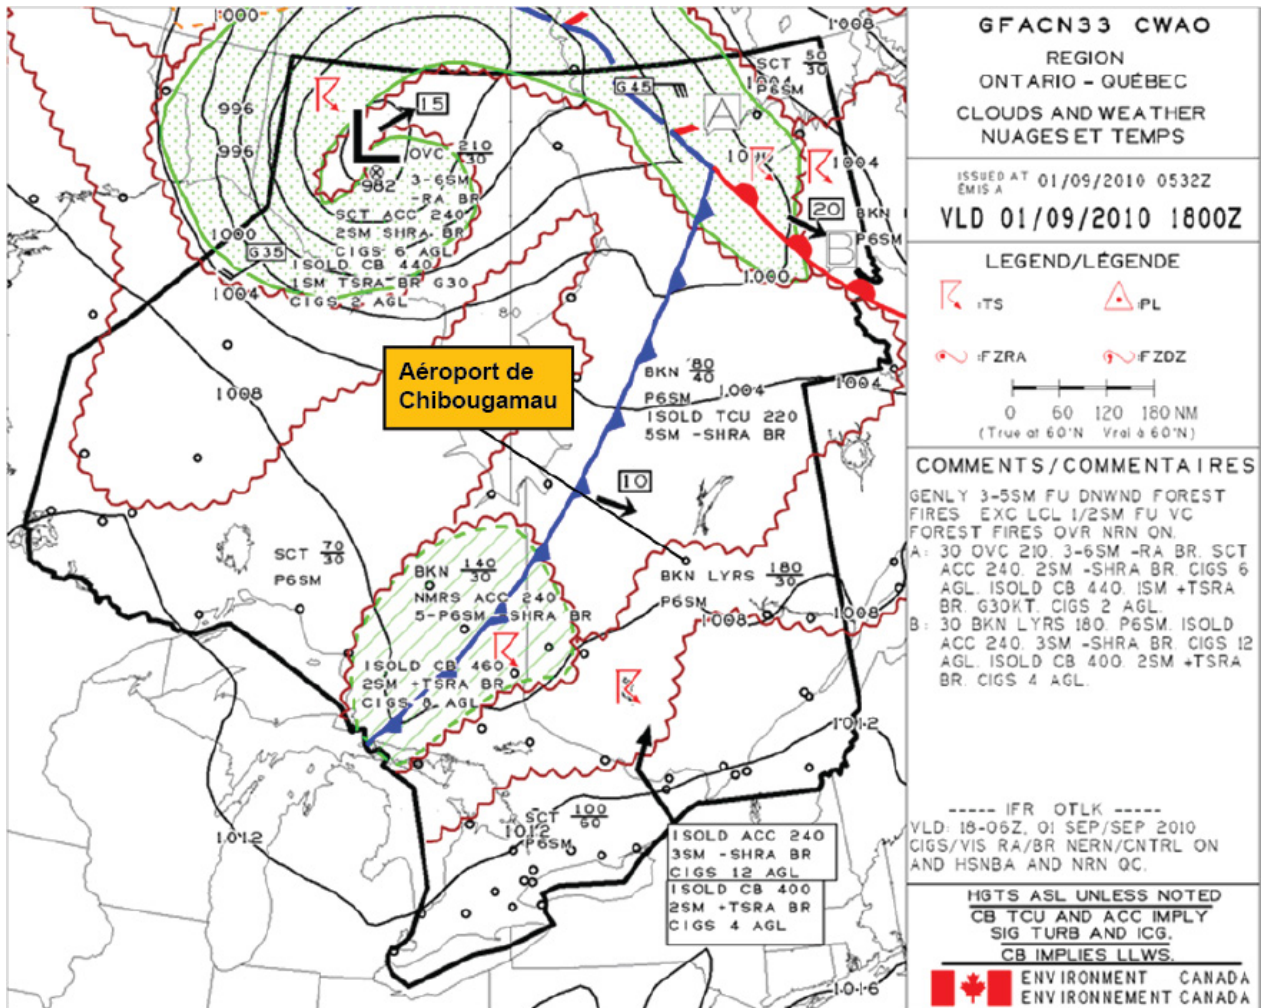 GFACN33 CWAO
REGION
ONTARIO - QUÉBEC
CLOUDS AND WEATHER
NUAGES ET TEMPS
ISSUED AT
ÉMIS A
01/09/2010 0532Z
VLD 01/09/2010 1800Z
LEGEND/LÉGENDE
:TS
:PL
:FZRA
:FZDZ
0 60 120 180 NM
(True at 60°N Vrai à 60°N)
COMMENTS/COMMENTAIRES
GENLY 3-5SM FU DNWND FOREST
FIRES EXC LCL 1/2SM FU VC
FOREST FIRES OVR NRN ON.
A: 30 OVC 210. 3-6SM -RA BR. SCT
ACC 240. 2SM -SHRA BR. CIGS 6
AGL. ISOLD CB 440. 1SM +TSRA
BR. G30KT. CIGS 2 AGL.
B: 30 BKN LYRS 180. P6SM. ISOLD
ACC 240. 3SM -SHRA BR. CIGS 12
AGL. ISOLD CB 400. 2SM +TSRA
BR. CIGS 4 AGL.
----- IFR OTLK -----
VLD: 18-06Z, 01 SEP/SEP 2010
CIGS/VIS RA/BR NERN/CNTRL ON
AND HSNBA AND NRN QC.
HGTS ASL UNLESS NOTED
CB TCU AND ACC IMPLY
SIG TURB AND ICG.
CB IMPLIES LLWS.
ENVIRONMENT CANADA
ENVIRONNEMENT CANADA
1000
1008
SCT 50/30
1004
P6SM
G45
A
996
15
996
OVC 210/30
982
3-6SM
-RA BR
SCT ACC 240
2SM SHRA BR
CIGS 6 AGL
ISOLD CB 440
1SM TSRA BR G30
CIGS 2 AGL
1004
20
BKN
P6SM
B
1000
G35
1004
1000
80
Aéroport de
Chibougamau
BKN 80/40
P6SM
1004
1004
ISOLD TCU 220
5SM -SHRA BR
1008
10
SCT 70/30
P6SM
BKN 140/30
NMRS ACC 240
5-P6SM -SHRA BR
ISOLD CB 460
2SM +TSRA BR
CIGS 8 AGL
BKN LYRS 180/30
P6SM
1008
1008
1012
1012
SCT 100/60
1012
P6SM
ISOLD ACC 240
3SM -SHRA BR
CIGS 12 AGL
ISOLD CB 400
2SM +TSRA BR
CIGS 4 AGL
1016